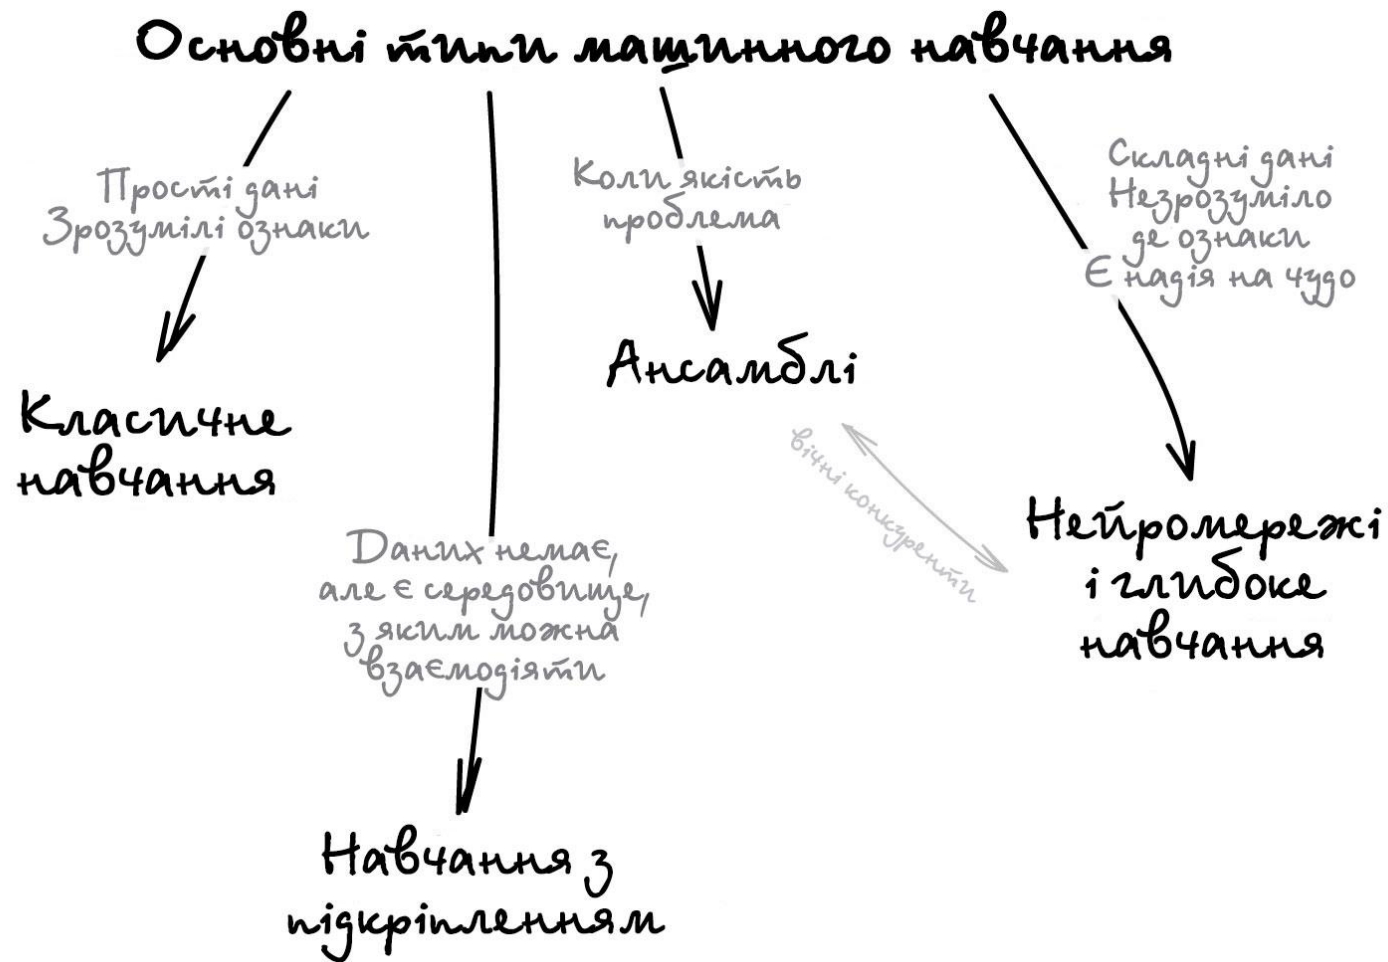 Основні типи машинного навчання
Прості дані
Зрозумілі ознаки
Класичне
навчання
Даних немає,
але є середовище,
з яким можна
взаємодіяти
Навчання з
підкріпленням
Коли якість
проблема
Ансамблі
вічні конкуренти
Складні дані
Незрозуміло
де ознаки
Є надія на чудо
Нейромережі
і глибоке
навчання